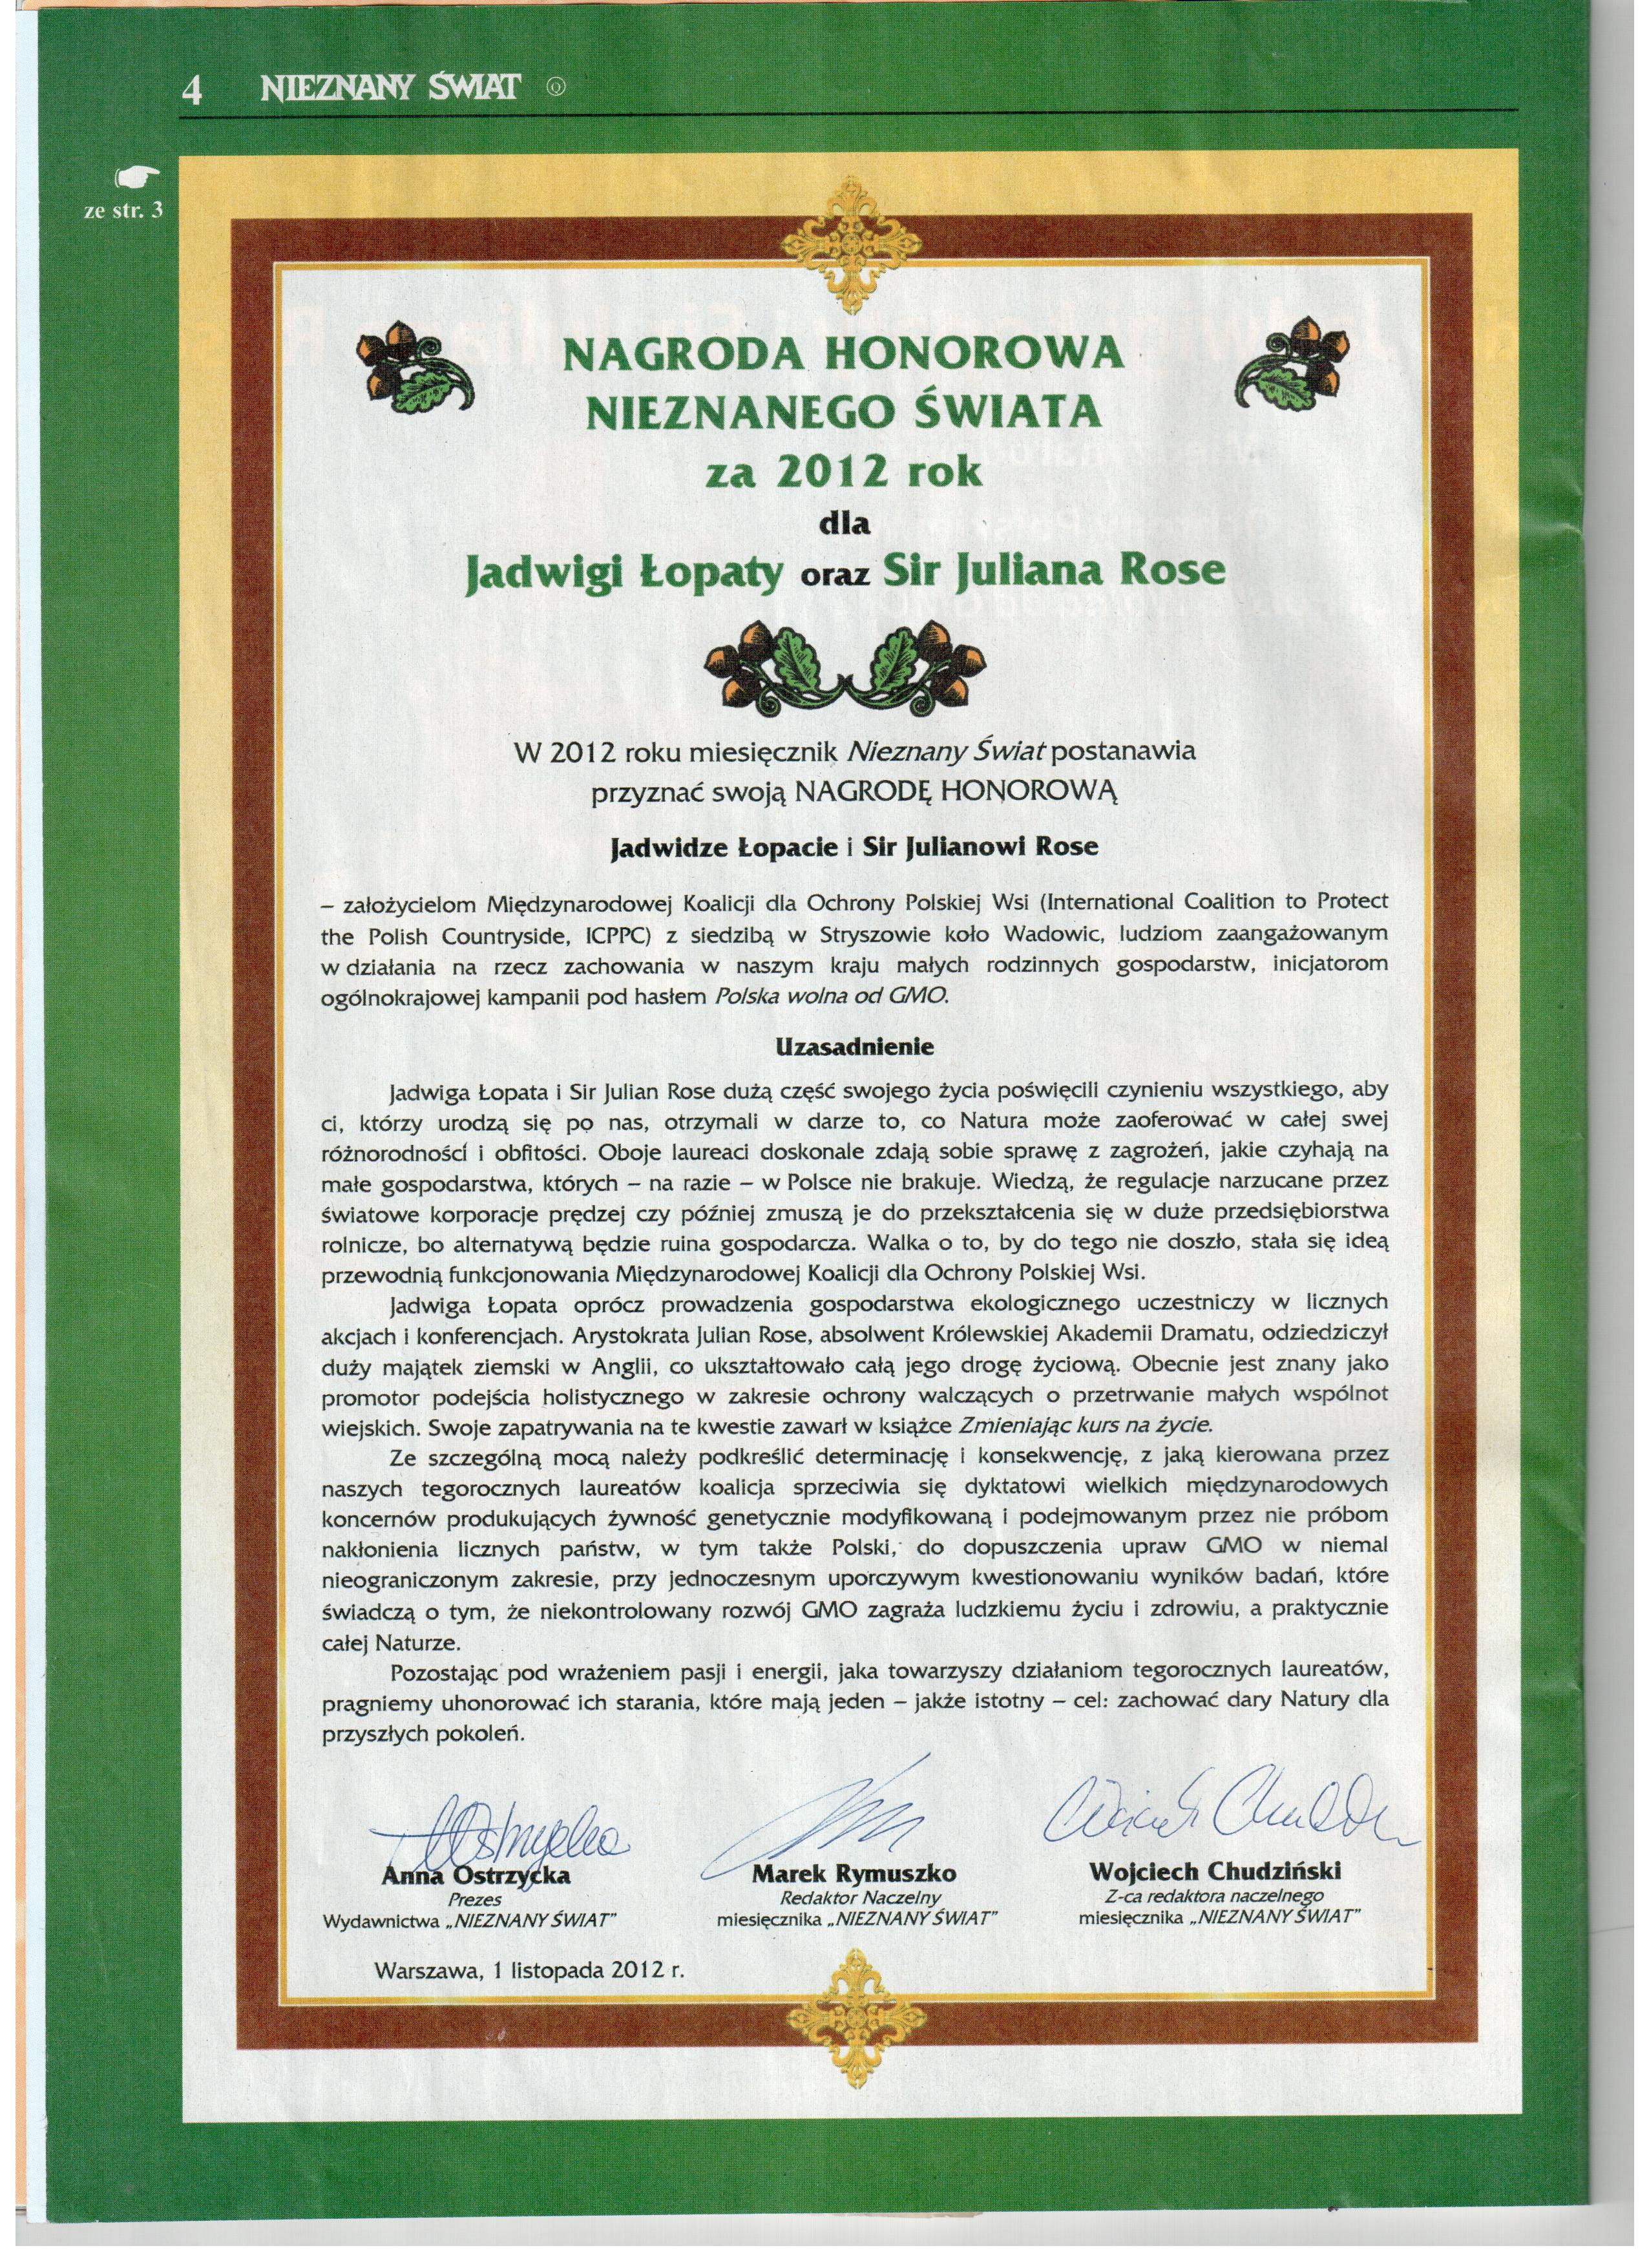 4 NIEZNANY ŚWIAT Q
ze str. 3
NAGRODA HONOROWA
NIEZNANEGO ŚWIATA
za 2012 rok
dla
Jadwigi Łopaty oraz Sir Juliana Rose
W 2012 roku miesięcznik Nieznany Świat postanawia
przyznać swoją NAGRODĘ HONOROWĄ
Jadwidze Łopacie i Sir Julianowi Rose
– założycielom Międzynarodowej Koalicji dla Ochrony Polskiej Wsi (International Coalition to Protect
the Polish Countryside, ICPPC) z siedzibą w Stryszowie koło Wadowic, ludziom zaangażowanym
w działania na rzecz zachowania w naszym kraju małych rodzinnych gospodarstw, inicjatorom
ogólnokrajowej kampanii pod hasłem Polska wolna od GMO.
Uzasadnienie
Jadwiga Łopata i Sir Julian Rose dużą część swojego życia poświęcili czynieniu wszystkiego, aby
ci, którzy urodzą się po nas, otrzymali w darze to, co Natura może zaoferować w całej swej
różnorodności i obfitości. Oboje laureaci doskonale zdają sobie sprawę z zagrożeń, jakie czyhają na
małe gospodarstwa, których – na razie – w Polsce nie brakuje. Wiedzą, że regulacje narzucane przez
światowe korporacje prędzej czy później zmuszą je do przekształcenia się w duże przedsiębiorstwa
rolnicze, bo alternatywą będzie ruina gospodarcza. Walka o to, by do tego nie doszło, stała się ideą
przewodnią funkcjonowania Międzynarodowej Koalicji dla Ochrony Polskiej Wsi.
Jadwiga Łopata oprócz prowadzenia gospodarstwa ekologicznego uczestniczy w licznych
akcjach i konferencjach. Arystokrata Julian Rose, absolwent Królewskiej Akademii Dramatu, odziedziczył
duży majątek ziemski w Anglii, co ukształtowało całą jego drogę życiową. Obecnie jest znany jako
promotor podejścia holistycznego w zakresie ochrony walczących o przetrwanie małych wspólnot
wiejskich. Swoje zapatrywania na te kwestie zawarł w książce Zmieniając kurs na życie.
Ze szczególną mocą należy podkreślić determinację i konsekwencję, z jaką kierowana przez
naszych tegorocznych laureatów koalicja sprzeciwia się dyktatowi wielkich międzynarodowych
koncernów produkujących żywność genetycznie modyfikowaną i podejmowanym przez nie próbom
nakłonienia licznych państw, w tym także Polski, do dopuszczenia upraw GMO w niemal
nieograniczonym zakresie, przy jednoczesnym uporczywym kwestionowaniu wyników badań, które
świadczą o tym, że niekontrolowany rozwój GMO zagraża ludzkiemu życiu i zdrowiu, a praktycznie
całej Naturze.
Pozostając pod wrażeniem pasji i energii, jaka towarzyszy działaniom tegorocznych laureatów,
pragniemy uhonorować ich starania, które mają jeden – jakże istotny – cel: zachować dary Natury dla
przyszłych pokoleń.
Anna Ostrzycka
Prezes
Wydawnictwa „NIEZNANY ŚWIAT”
Marek Rymuszko
Redaktor Naczelny
miesięcznika „NIEZNANY ŚWIAT”
Wojciech Chudziński
Z-ca redaktora naczelnego
miesięcznika „NIEZNANY ŚWIAT”
Warszawa, 1 listopada 2012 r.